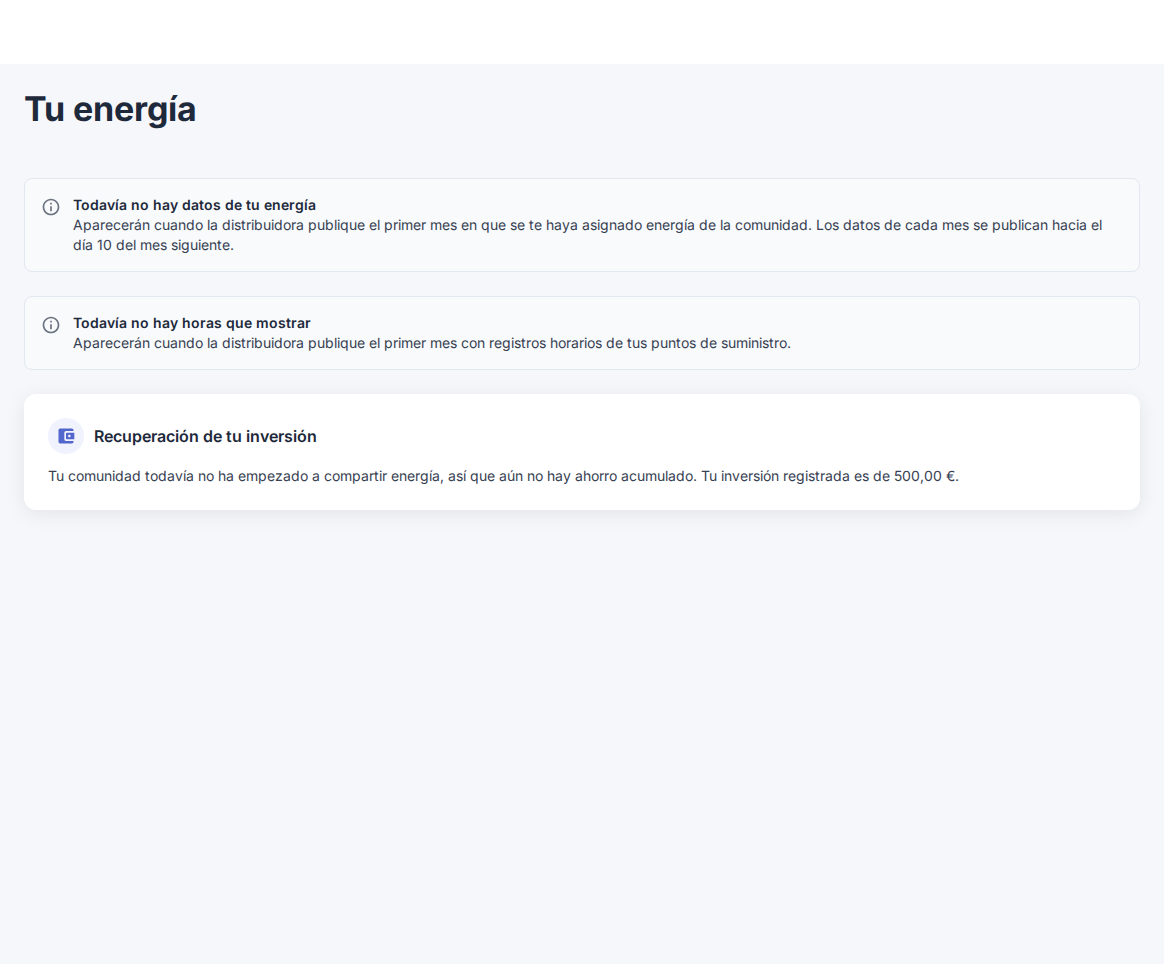 Tu energía
Todavía no hay datos de tu energía
Aparecerán cuando la distribuidora publique el primer mes en que se te haya asignado energía de la comunidad. Los datos de cada mes se publican hacia el
día 10 del mes siguiente.
Todavía no hay horas que mostrar
Aparecerán cuando la distribuidora publique el primer mes con registros horarios de tus puntos de suministro.
Recuperación de tu inversión
Tu comunidad todavía no ha empezado a compartir energía, así que aún no hay ahorro acumulado. Tu inversión registrada es de 500,00 €.